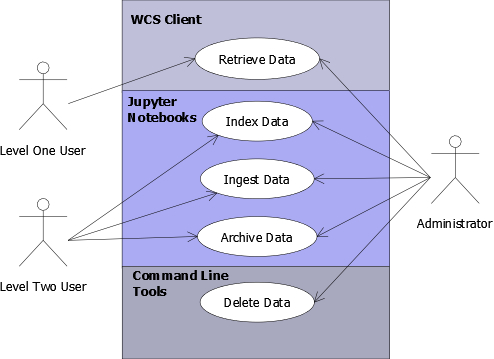 WCS Client
Retrieve Data
Jupyter
Notebooks
Index Data
Level One User
Ingest Data
Administrator
Archive Data
Level Two User
Command Line
Tools
Delete Data